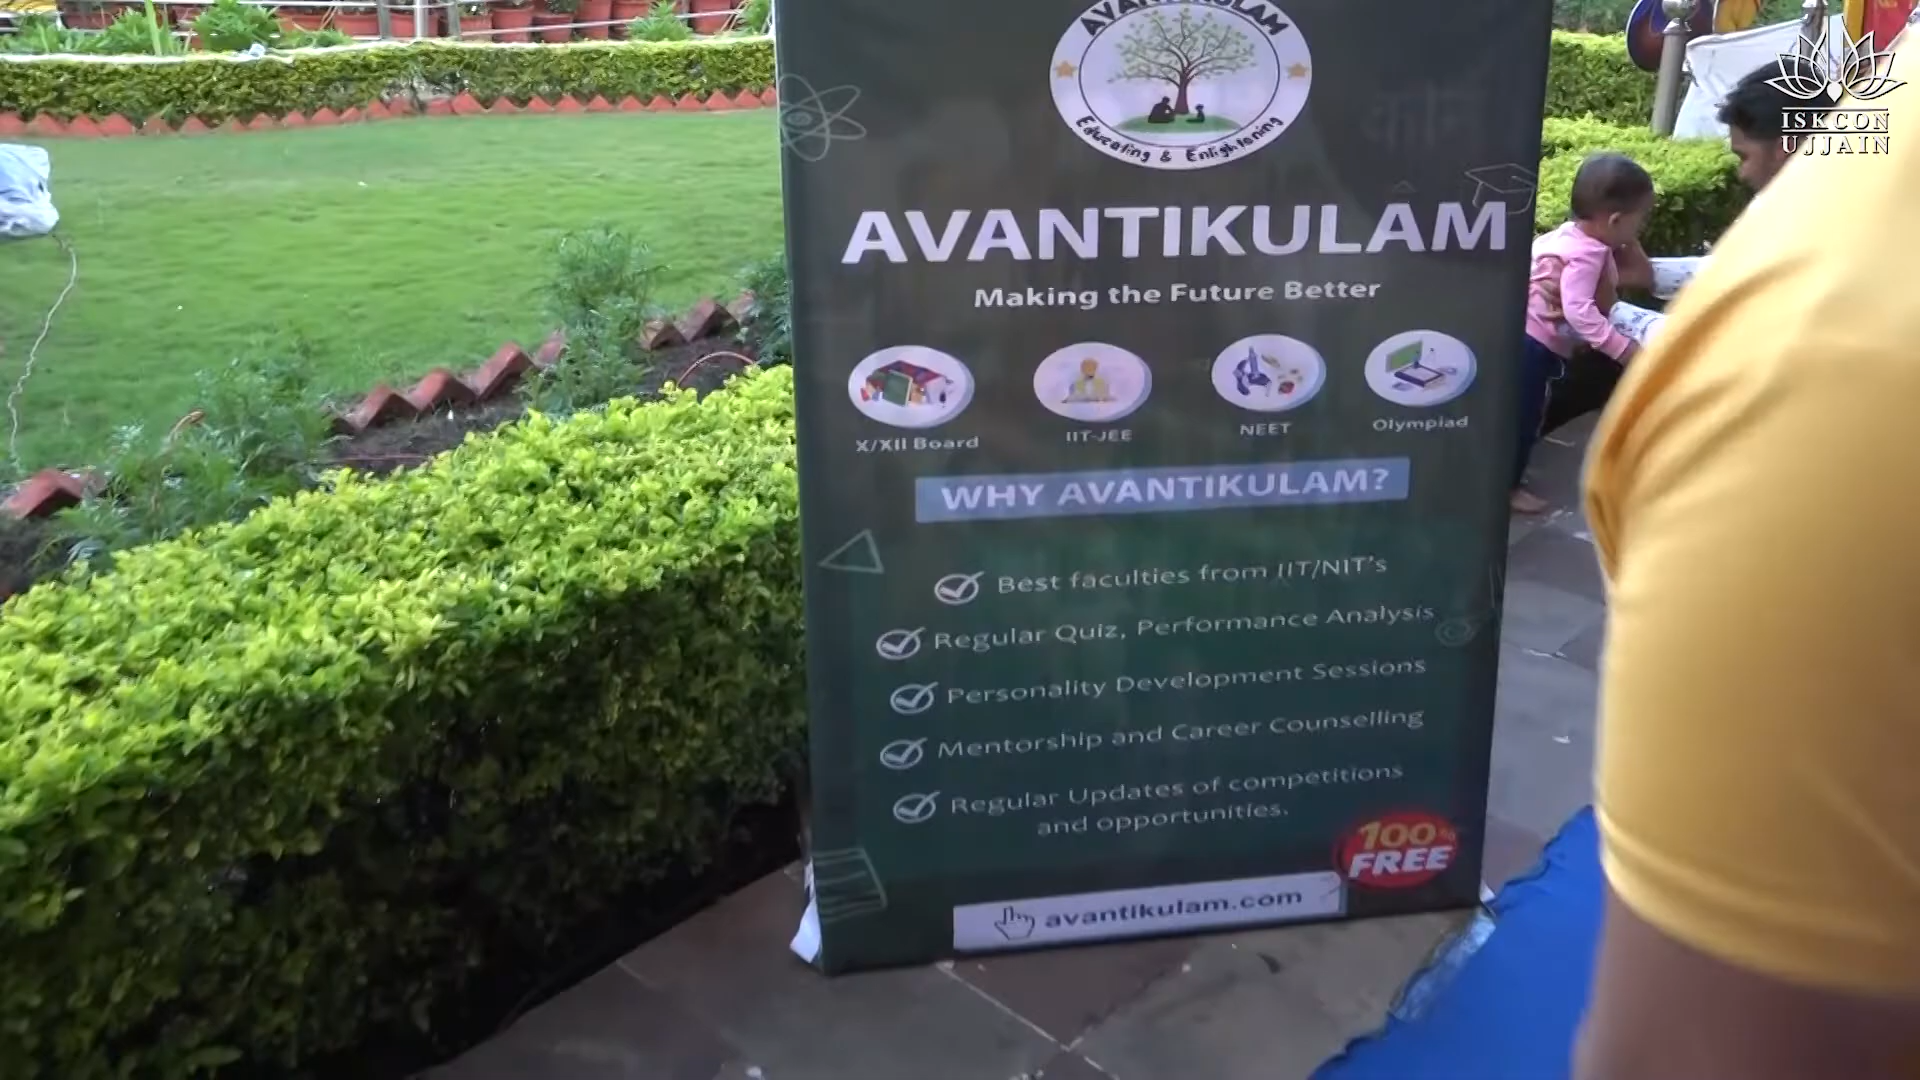 AVANTIKULAM
Educating & Enlightening
ISKCON
UJJAIN
AVANTIKULAM
Making the Future Better
X/XII Board
IIT-JEE
NEET
Olympiad
WHY AVANTIKULAM?
Best faculties from IIT/NIT's
Regular Quiz, Performance Analysis
Personality Development Sessions
Mentorship and Career Counselling
Regular Updates of competitions
and opportunities.
100%
FREE
avantikulam.com